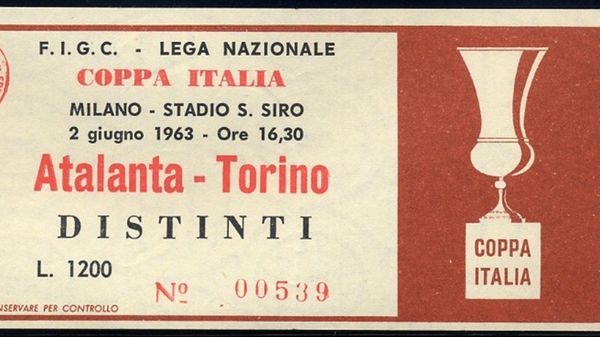 F. I. G. C. - LEGA NAZIONALE
COPPA ITALIA
MILANO - STADIO S. SIRO
2 giugno 1963 - Ore 16,30
Atalanta - Torino
DISTINTI
L. 1200
Nº 00539
PER CONTROLLO
COPPA
ITALIA